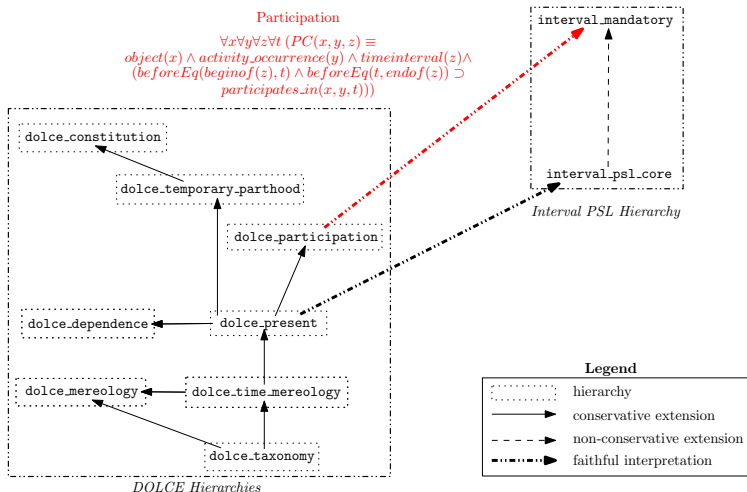 Participation
∀x∀y∀z∀t (PC(x, y, z) ≡
object(x) ∧ activity_occurrence(y) ∧ timeinterval(z)∧
(beforeEq(beginof(z), t) ∧ beforeEq(t, endof(z)) ⊃
participates_in(x, y, t)))
interval_mandatory
interval_psl_core
Interval PSL Hierarchy
dolce_constitution
dolce_temporary_parthood
dolce_participation
dolce_dependence
dolce_present
dolce_mereology
dolce_time_mereology
dolce_taxonomy
DOLCE Hierarchies
Legend
hierarchy
conservative extension
non-conservative extension
faithful interpretation